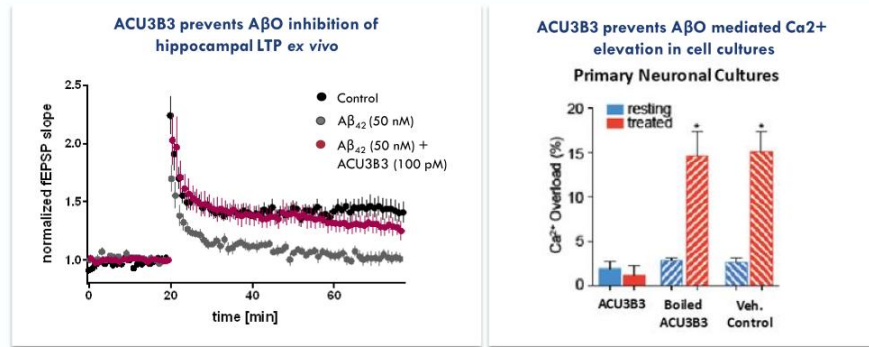 ACU3B3 prevents AβO inhibition of
hippocampal LTP ex vivo
normalized fEPSP slope
2.5
2.0
1.5
1.0
Control
Aβ42 (50 nM)
Aβ42 (50 nM) +
ACU3B3 (100 pM)
0
20
40
60
time [min]
ACU3B3 prevents AβO mediated Ca2+
elevation in cell cultures
Primary Neuronal Cultures
Ca2+ Overload (%)
20
15
10
5
0
resting
treated
*
*
ACU3B3
Boiled
ACU3B3
Veh.
Control